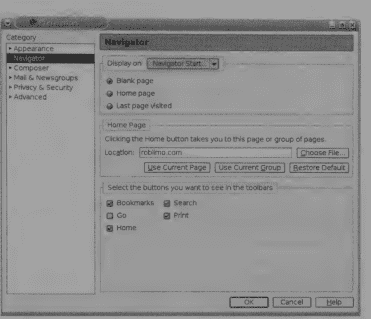 Preferences
Category
Appearance
Navigator
Composer
Mail & Newsgroups
Privacy & Security
Advanced
Navigator
Display on Navigator Start...
Blank page
Home page
Last page visited
Home Page
Clicking the Home button takes you to this page or group of pages.
Location: roblimo.com Choose File...
Use Current Page Use Current Group Restore Default
Select the buttons you want to see in the toolbars
Bookmarks Search
Go Print
Home
OK Cancel Help